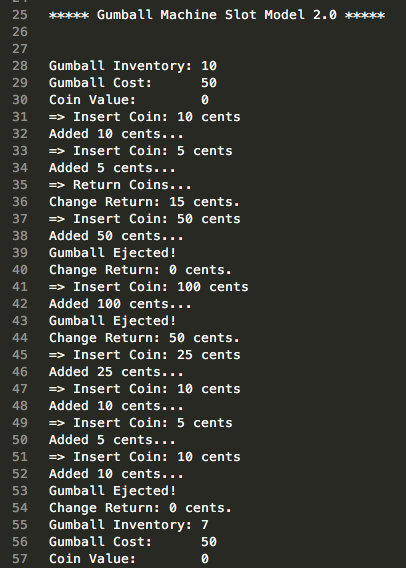 25 ***** Gumball Machine Slot Model 2.0 *****
26
27
28 Gumball Inventory: 10
29 Gumball Cost:      50
30 Coin Value:        0
31 => Insert Coin: 10 cents
32 Added 10 cents...
33 => Insert Coin: 5 cents
34 Added 5 cents...
35 => Return Coins...
36 Change Return: 15 cents.
37 => Insert Coin: 50 cents
38 Added 50 cents...
39 Gumball Ejected!
40 Change Return: 0 cents.
41 => Insert Coin: 100 cents
42 Added 100 cents...
43 Gumball Ejected!
44 Change Return: 50 cents.
45 => Insert Coin: 25 cents
46 Added 25 cents...
47 => Insert Coin: 10 cents
48 Added 10 cents...
49 => Insert Coin: 5 cents
50 Added 5 cents...
51 => Insert Coin: 10 cents
52 Added 10 cents...
53 Gumball Ejected!
54 Change Return: 0 cents.
55 Gumball Inventory: 7
56 Gumball Cost:      50
57 Coin Value:        0